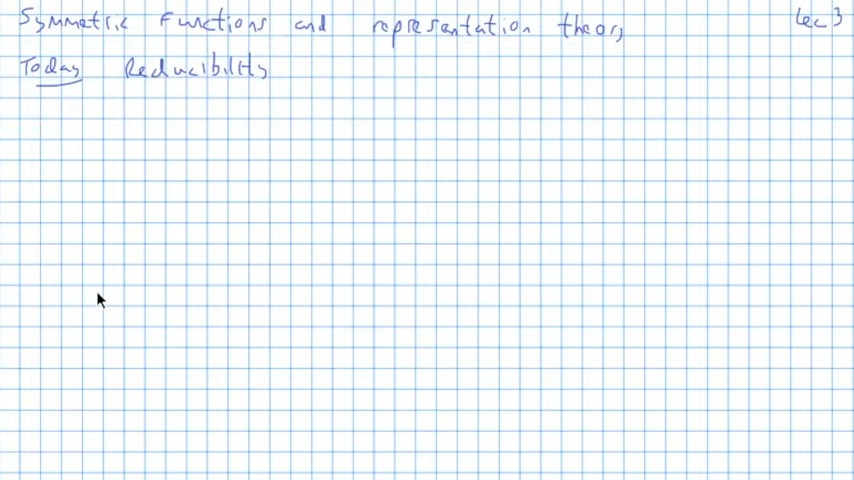 Symmetric Functions and representation theory Lec 3
Today Reducibility